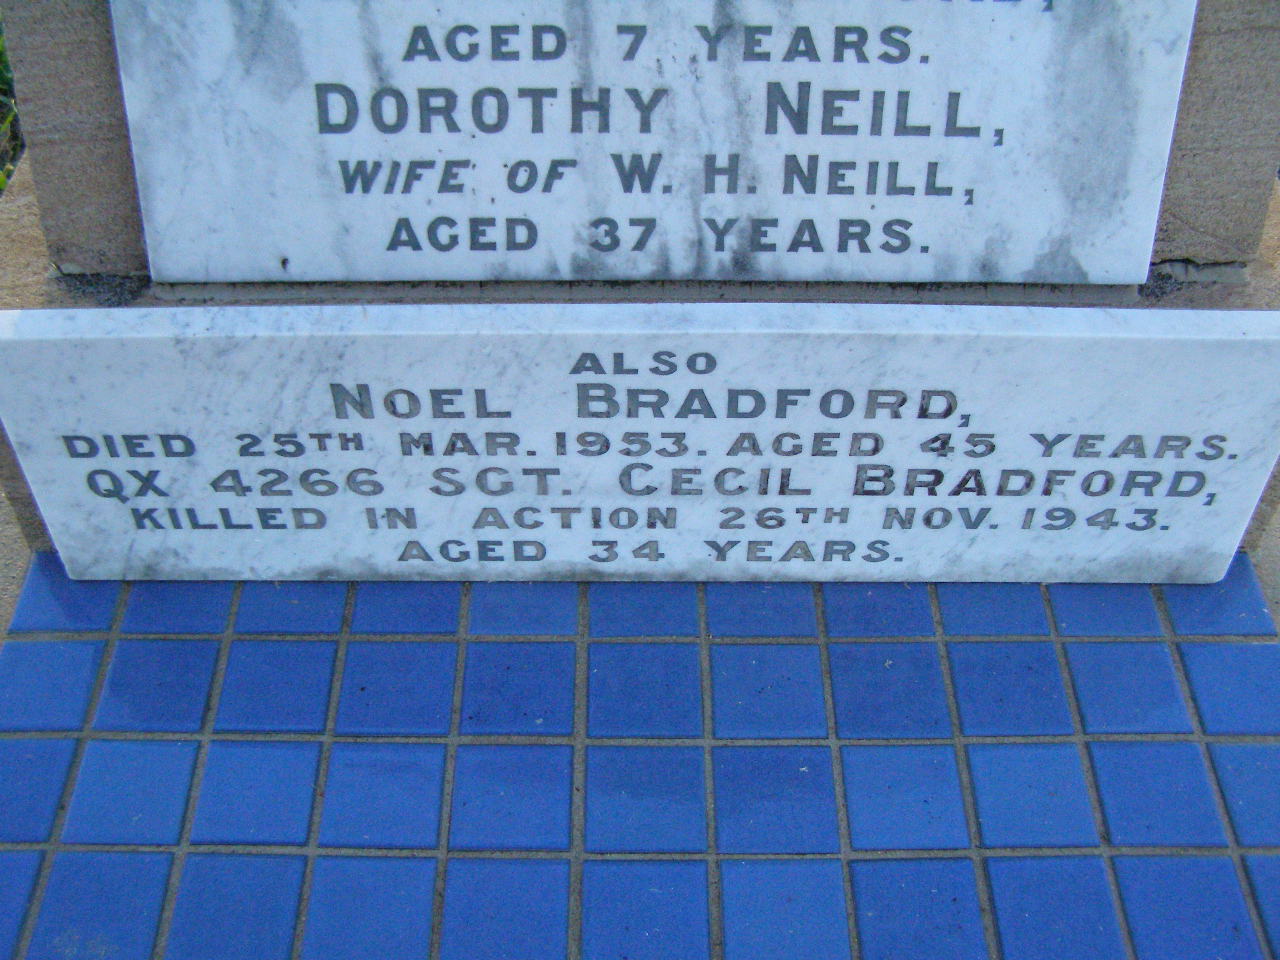 AGED 7 YEARS.
DOROTHY NEILL,
WIFE OF W. H. NEILL,
AGED 37 YEARS.
ALSO
NOEL BRADFORD,
DIED 25TH MAR. 1953. AGED 45 YEARS.
QX 4266 SGT. CECIL BRADFORD,
KILLED IN ACTION 26TH NOV. 1943.
AGED 34 YEARS.